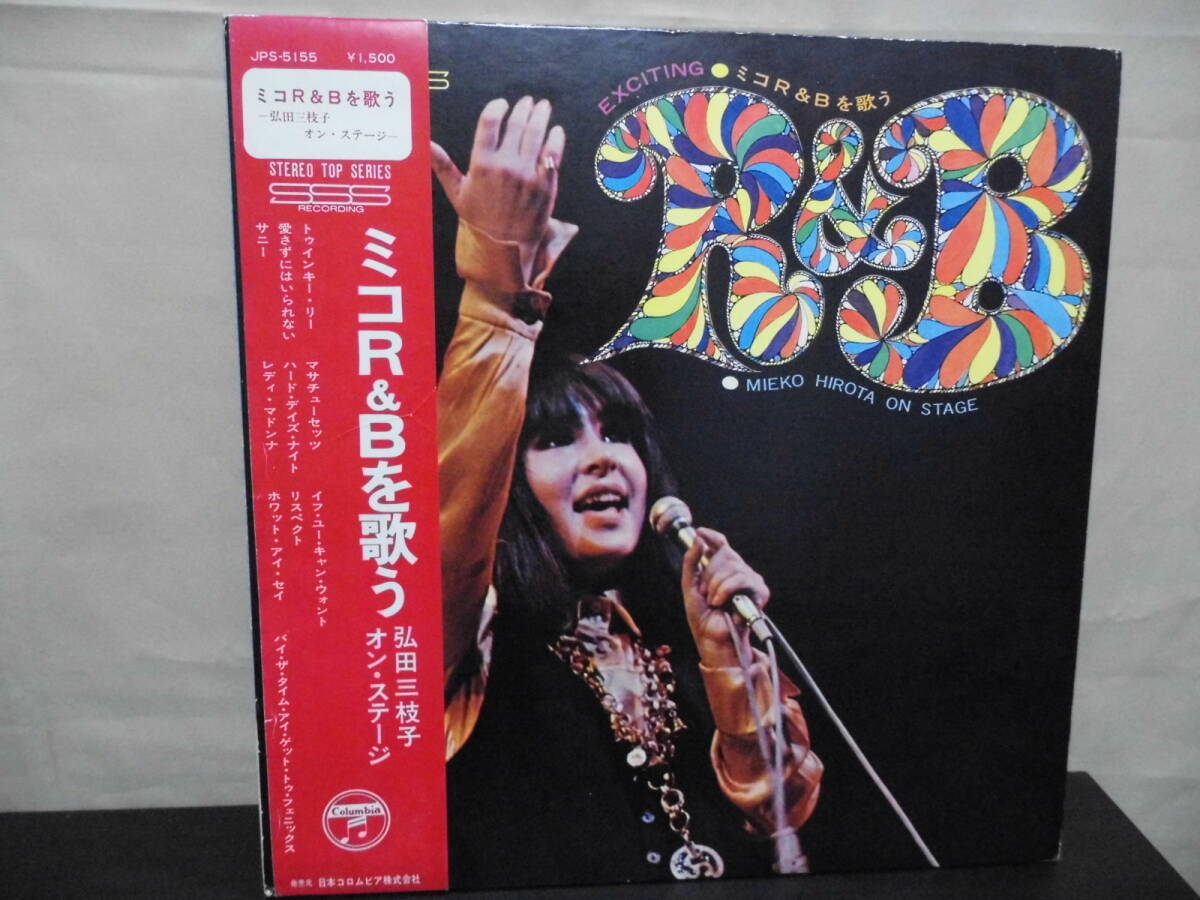 JPS-5155 ¥1,500
ミコR&Bを歌う
—弘田三枝子
オン・ステージ—
STEREO TOP SERIES
SSS
RECORDING
ミコR&Bを歌う
弘田三枝子
オン・ステージ
トゥインキー・リー
愛さずにはいられない
サニー
マサチューセッツ
ハード・デイズ・ナイト
レディ・マドンナ
イフ・ユー・キャン・ウォント
リスペクト
ホワット・アイ・セイ
バイ・ザ・タイム・アイ・ゲット・トゥ・フェニックス
Columbia
発売元 日本コロムビア株式会社
EXCITING ● ミコR&Bを歌う
R&B
● MIEKO HIROTA ON STAGE